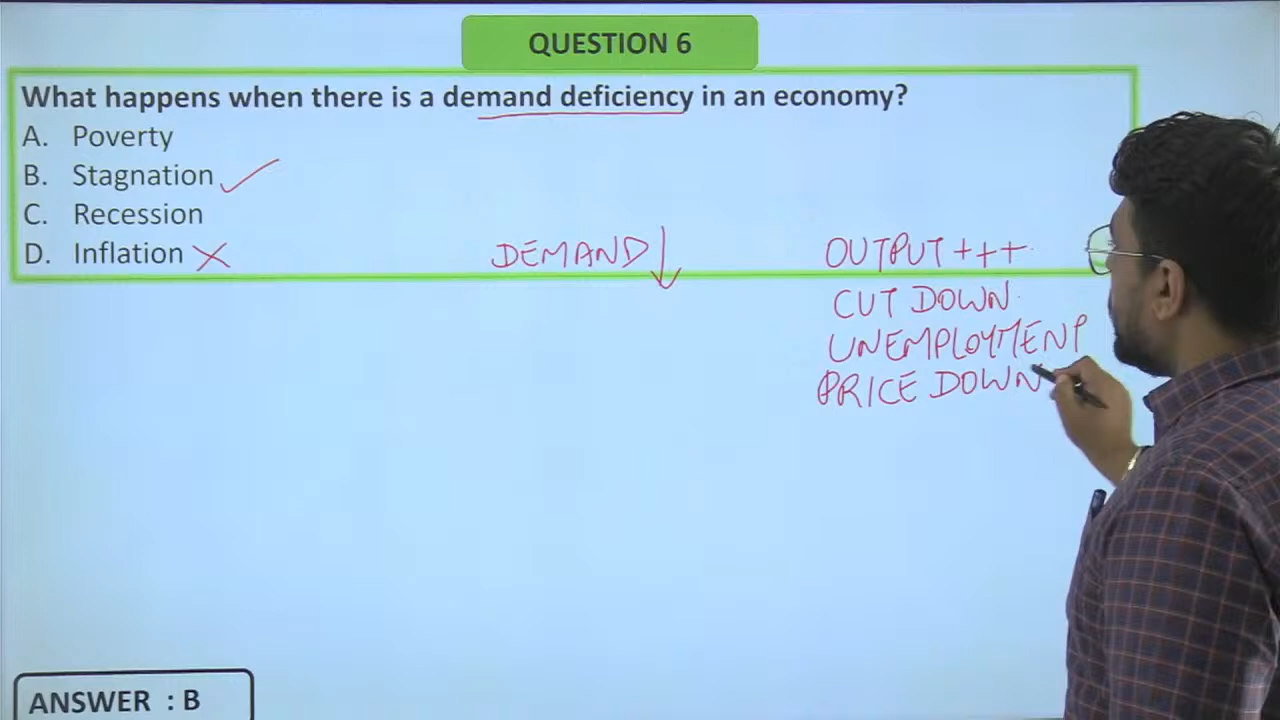 QUESTION 6
What happens when there is a demand deficiency in an economy?
A. Poverty
B. Stagnation
C. Recession
D. Inflation
DEMAND
OUTPUT +++
CUT DOWN
UNEMPLOYMENT
PRICE DOWN
ANSWER : B